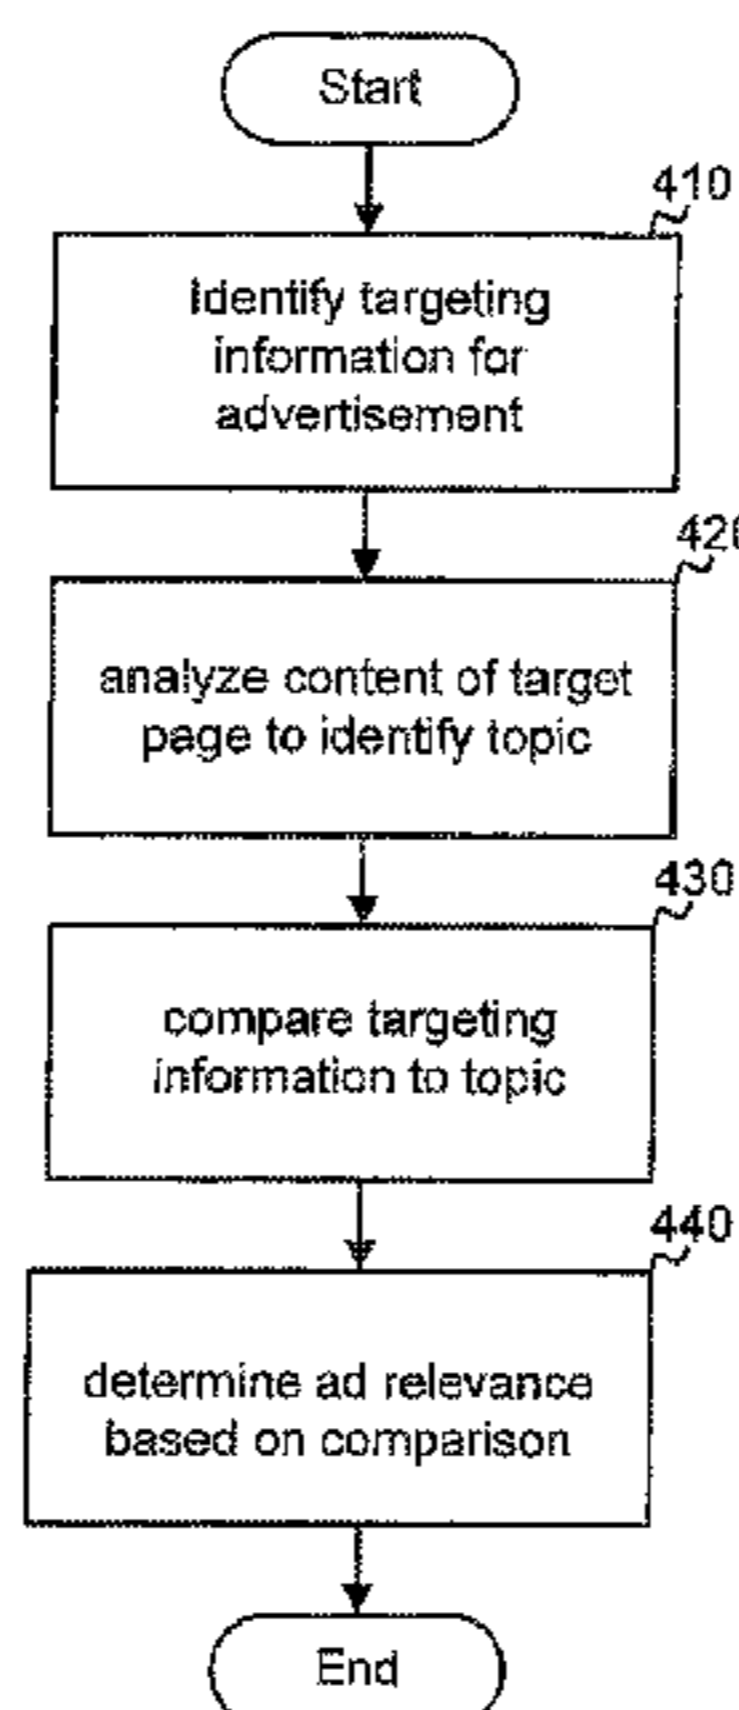 Start
410
Identify targeting
information for
advertisement
420
analyze content of target
page to identify topic
430
compare targeting
information to topic
440
determine ad relevance
based on comparison
End